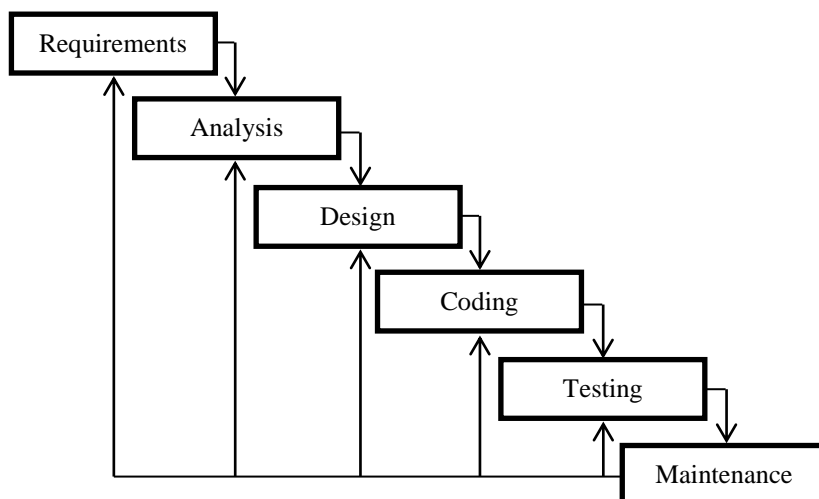 Requirements
Analysis
Design
Coding
Testing
Maintenance